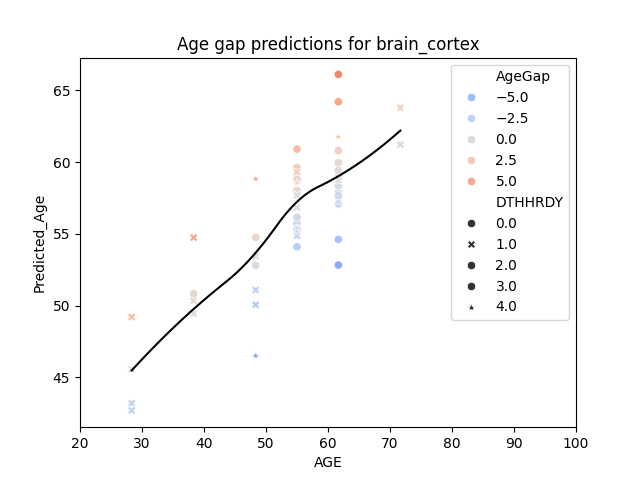 Age gap predictions for brain_cortex
Predicted_Age
65
60
55
50
45
20 30 40 50 60 70 80 90 100
AGE
AgeGap
−5.0
−2.5
0.0
2.5
5.0
DTHHRDY
0.0
1.0
2.0
3.0
4.0